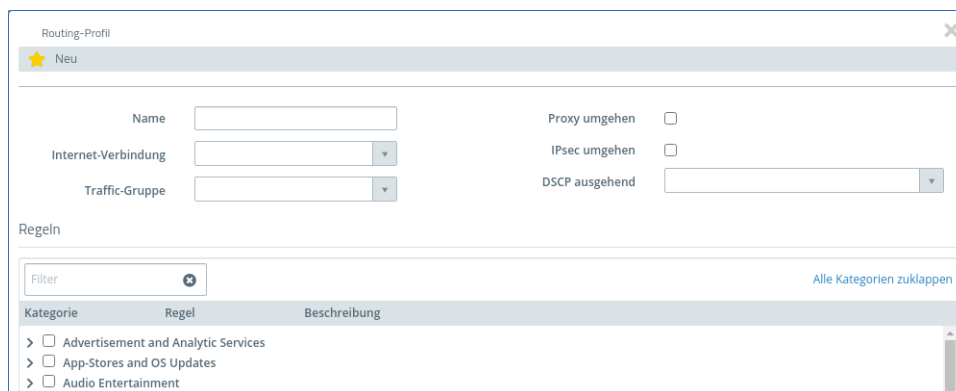 Routing-Profil
Neu
Name
Proxy umgehen
Internet-Verbindung
IPsec umgehen
Traffic-Gruppe
DSCP ausgehend
Regeln
Filter
Alle Kategorien zuklappen
Kategorie Regel Beschreibung
Advertisement and Analytic Services
App-Stores and OS Updates
Audio Entertainment